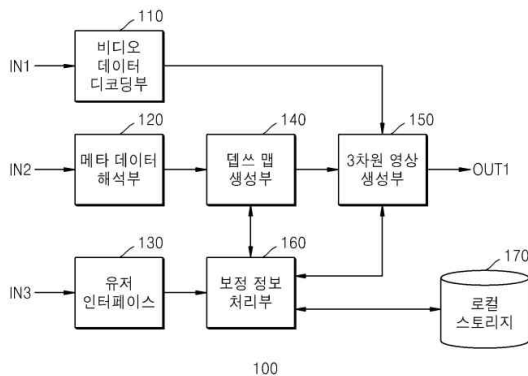 110
IN1
비디오
데이터
디코딩부
120
140
150
IN2
메타 데이터
해석부
뎁쓰 맵
생성부
3차원 영상
생성부
OUT1
130
160
170
IN3
유저
인터페이스
보정 정보
처리부
로컬
스토리지
100